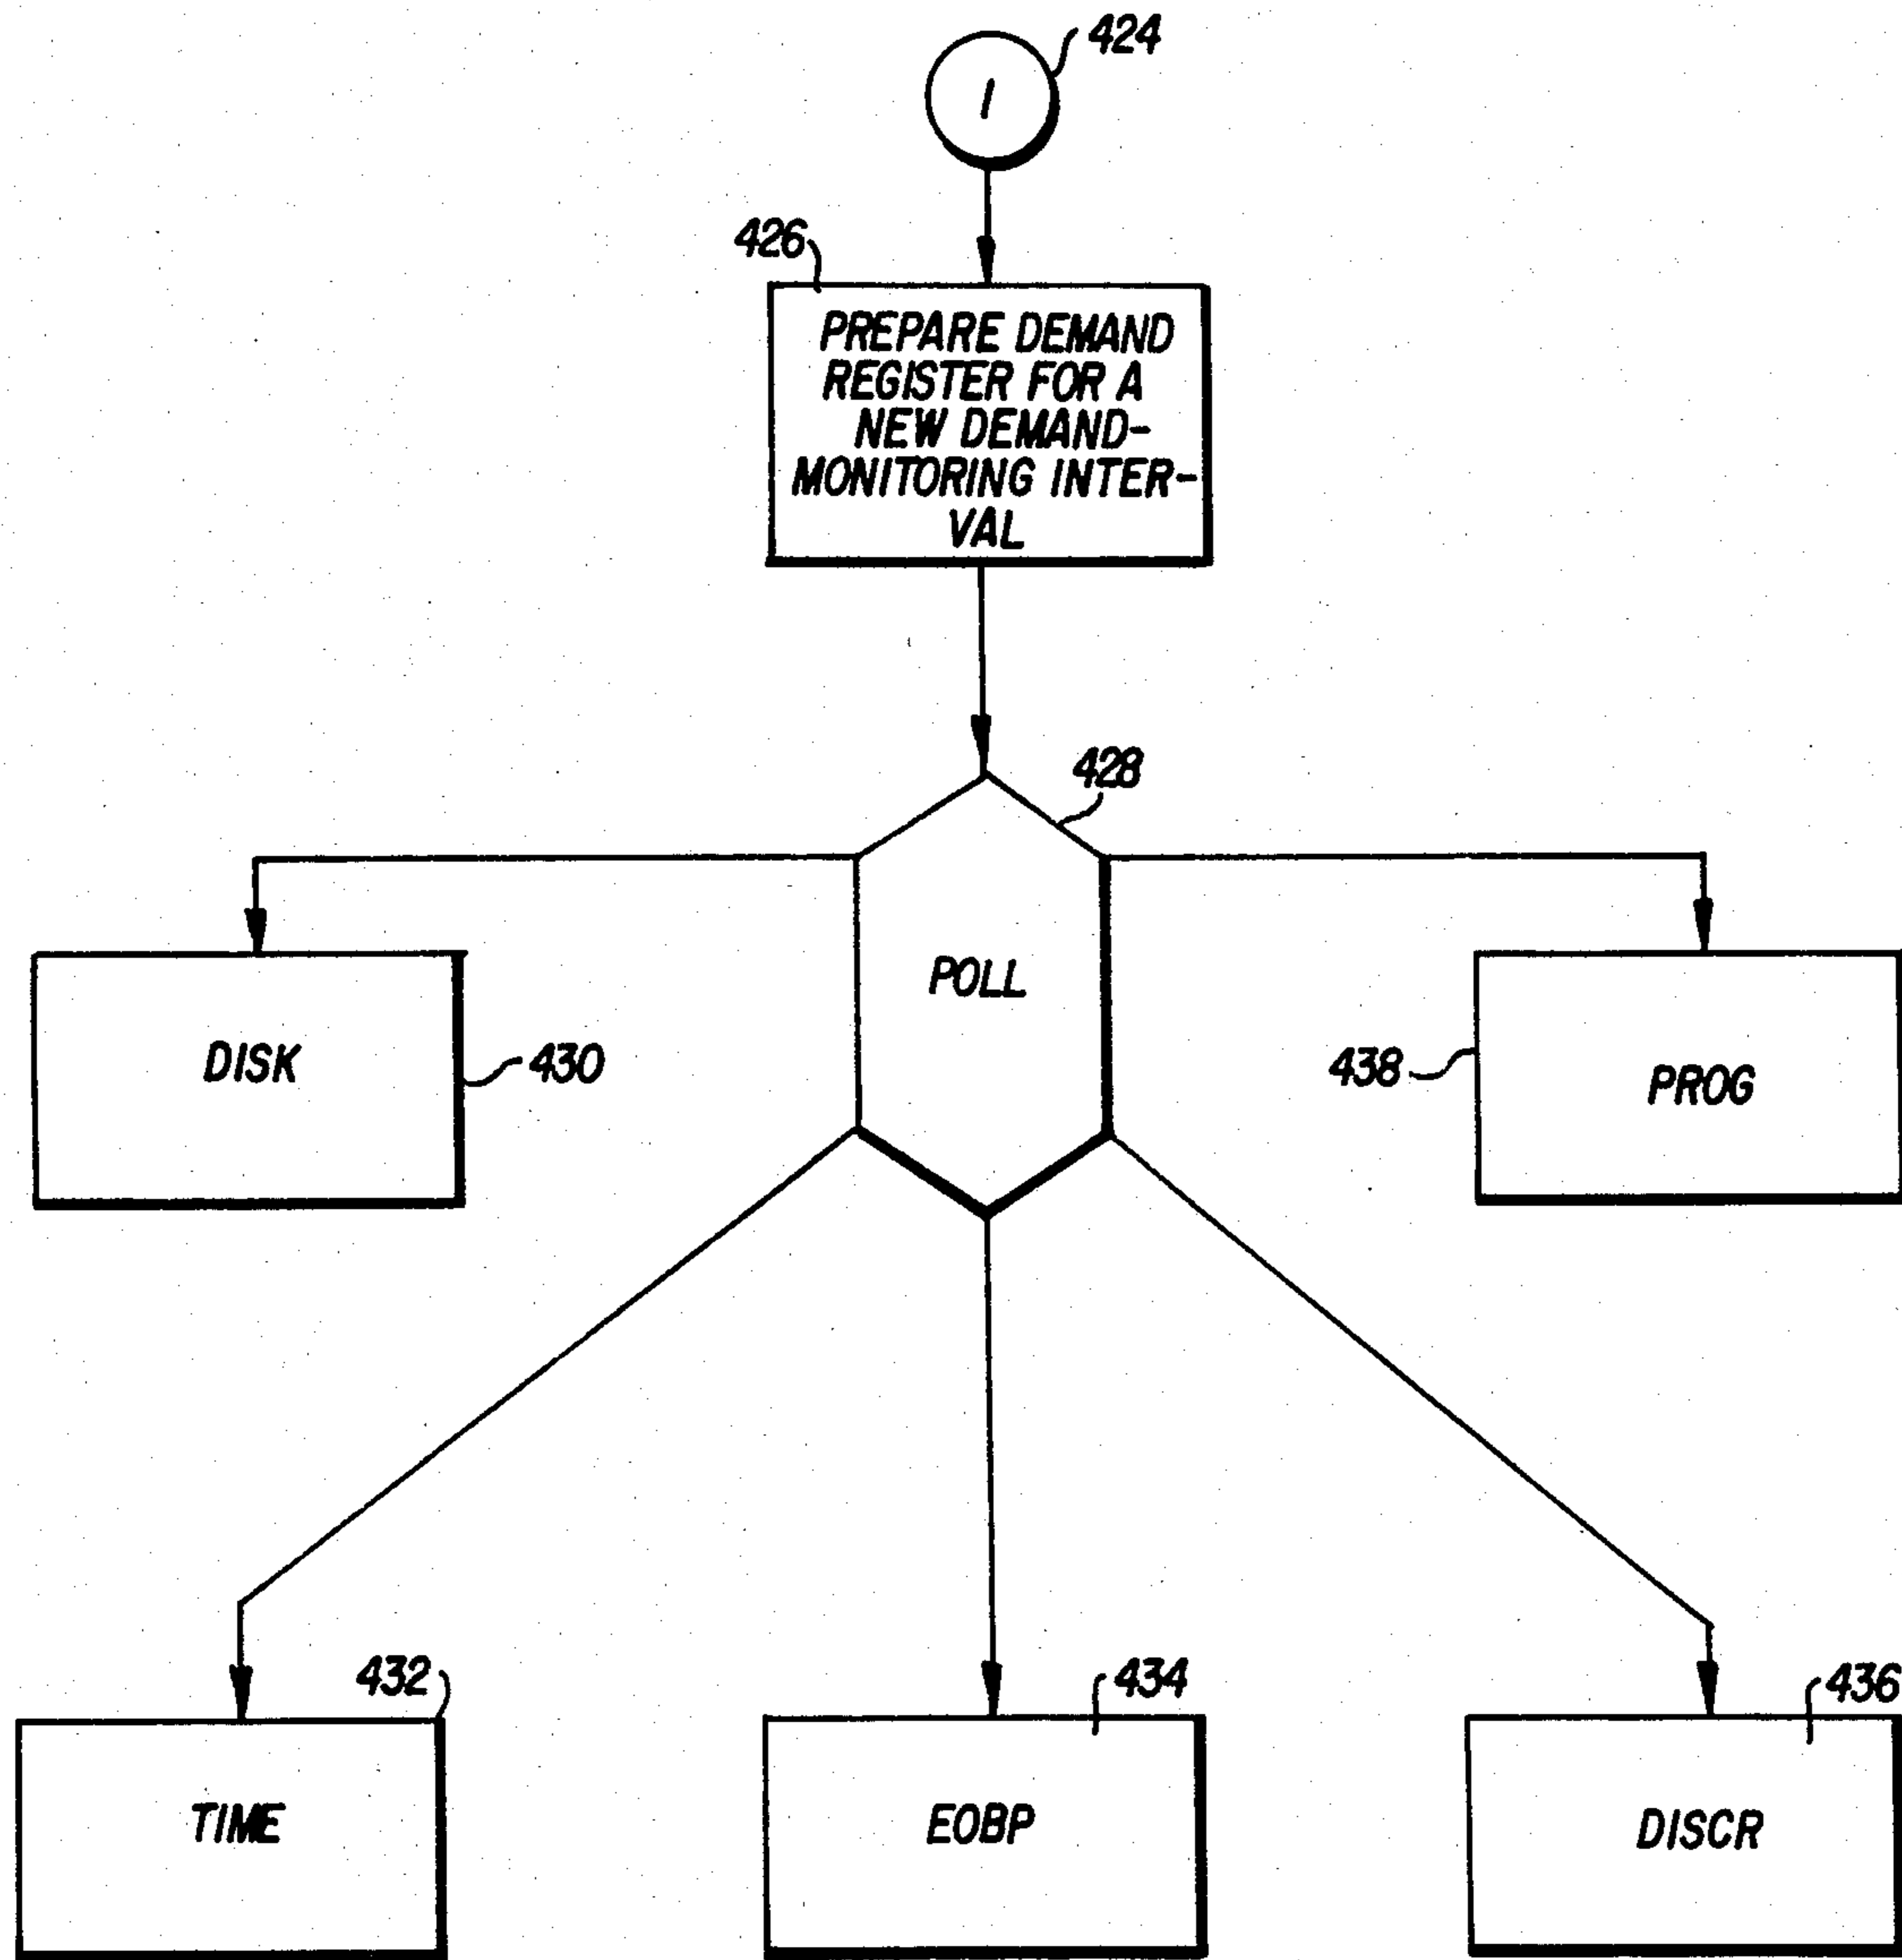 424
1
426
PREPARE DEMAND
REGISTER FOR A
NEW DEMAND-
MONITORING INTER-
VAL
428
POLL
DISK
430
438
PROG
432
434
436
TIME
EOBP
DISCR